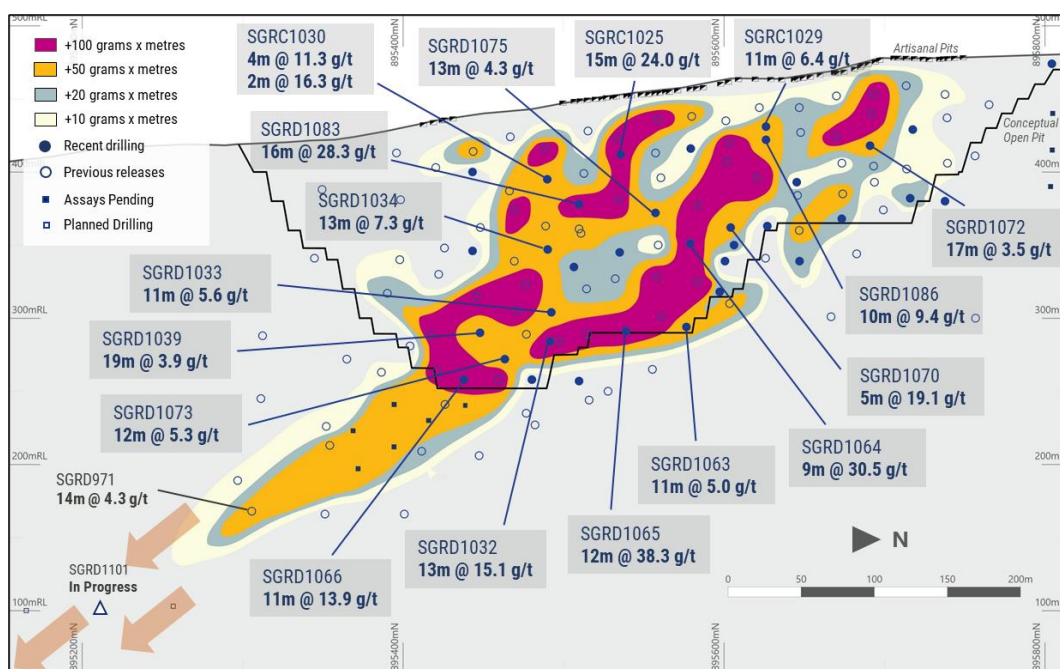 500mRL
895400mN
895600mN
895800mN
500m
+100 grams x metres
+50 grams x metres
+20 grams x metres
+10 grams x metres
Recent drilling
Previous releases
Assays Pending
Planned Drilling
SGRC1030
4m @ 11.3 g/t
2m @ 16.3 g/t
SGRD1075
13m @ 4.3 g/t
SGRC1025
15m @ 24.0 g/t
SGRC1029
11m @ 6.4 g/t
Artisanal Pits
Conceptual
Open Pit
SGRD1083
16m @ 28.3 g/t
40
400m
SGRD1034
13m @ 7.3 g/t
SGRD1072
17m @ 3.5 g/t
SGRD1033
11m @ 5.6 g/t
SGRD1086
10m @ 9.4 g/t
300mRL
300m
SGRD1039
19m @ 3.9 g/t
SGRD1070
5m @ 19.1 g/t
SGRD1073
12m @ 5.3 g/t
SGRD1064
9m @ 30.5 g/t
200mRL
200m
SGRD971
14m @ 4.3 g/t
SGRD1063
11m @ 5.0 g/t
SGRD1065
12m @ 38.3 g/t
SGRD1032
13m @ 15.1 g/t
N
SGRD1066
11m @ 13.9 g/t
SGRD1101
In Progress
0 50 100 150 200m
100mRL
100m
895200mN
895400mN
895600mN
895800mN